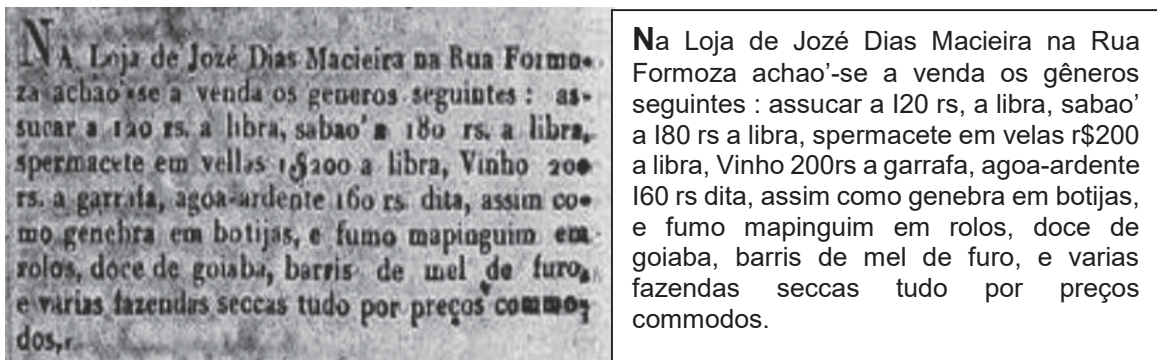 NA Loja de Jozé Dias Macieira na Rua Formo-
za achao'-se a venda os generos seguintes : as-
sucar a 120 rs. a libra, sabao' a 180 rs. a libra,
spermacete em vellas 1$200 a libra, Vinho 200
rs. a garrafa, agoa-ardente 160 rs. dita, assim co-
mo genebra em botijas, e fumo mapinguim em
rolos, doce de goiaba, barris de mel de furo,
e varias fazendas seccas tudo por preços commo-
dos,
Na Loja de Jozé Dias Macieira na Rua
Formoza achao’-se a venda os gêneros
seguintes : assucar a I20 rs, a libra, sabao’
a I80 rs a libra, spermacete em velas r$200
a libra, Vinho 200rs a garrafa, agoa-ardente
I60 rs dita, assim como genebra em botijas,
e fumo mapinguim em rolos, doce de
goiaba, barris de mel de furo, e varias
fazendas seccas tudo por preços
commodos.